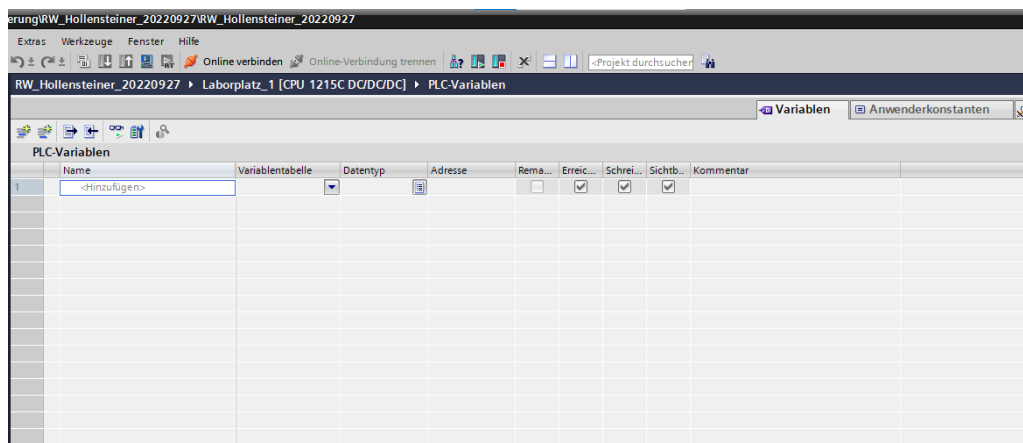 erung\RW_Hollensteiner_20220927\RW_Hollensteiner_20220927
Extras Werkzeuge Fenster Hilfe
Online verbinden Online-Verbindung trennen <Projekt durchsuchen
RW_Hollensteiner_20220927 Laborplatz_1 [CPU 1215C DC/DC/DC] PLC-Variablen
Variablen Anwenderkonstanten
PLC-Variablen
Name Variablentabelle Datentyp Adresse Rema... Erreic... Schrei... Sichtb.. Kommentar
1 <Hinzufügen>